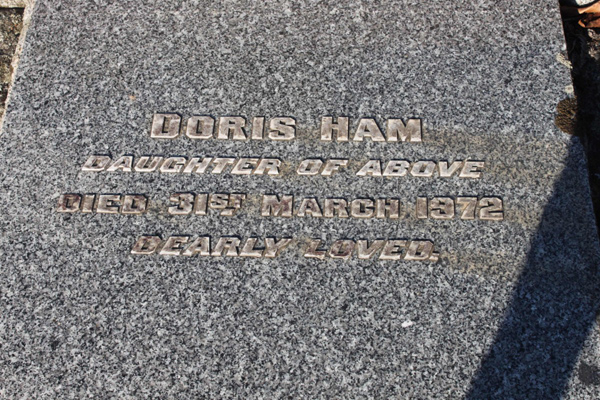 DORIS HAM
DAUGHTER OF ABOVE
DIED 31ST MARCH 1972
DEARLY LOVED.